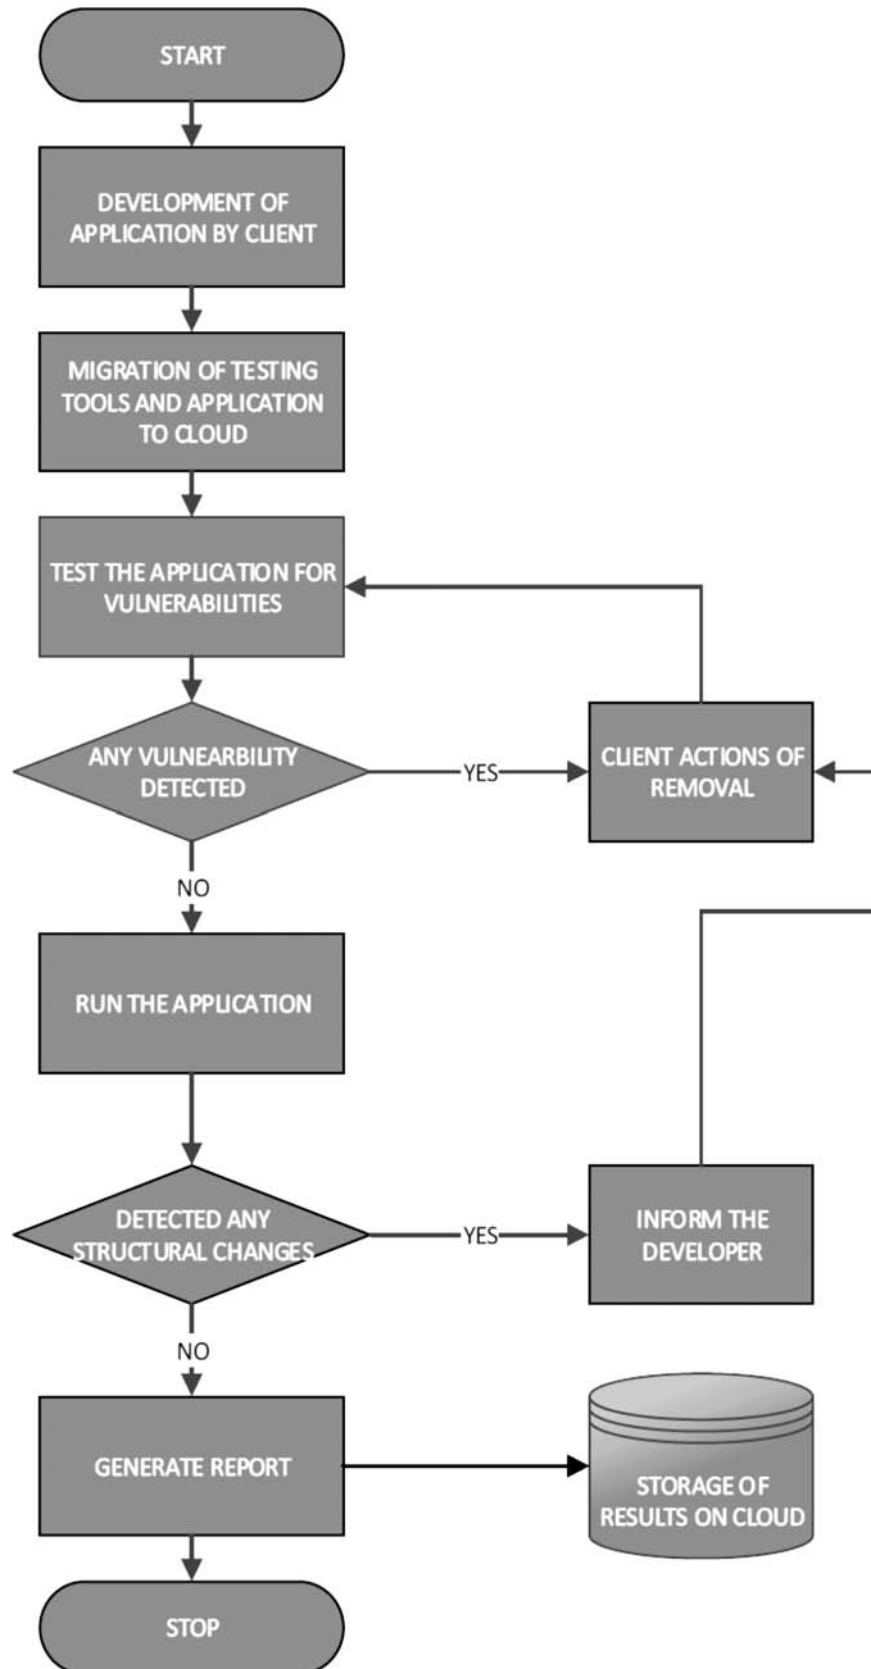 START
DEVELOPMENT OF
APPLICATION BY CLIENT
MIGRATION OF TESTING
TOOLS AND APPLICATION
TO CLOUD
TEST THE APPLICATION FOR
VULNERABILITIES
ANY VULNEARBILITY
DETECTED
YES
CLIENT ACTIONS OF
REMOVAL
NO
RUN THE APPLICATION
DETECTED ANY
STRUCTURAL CHANGES
YES
INFORM THE
DEVELOPER
NO
GENERATE REPORT
STORAGE OF
RESULTS ON CLOUD
STOP